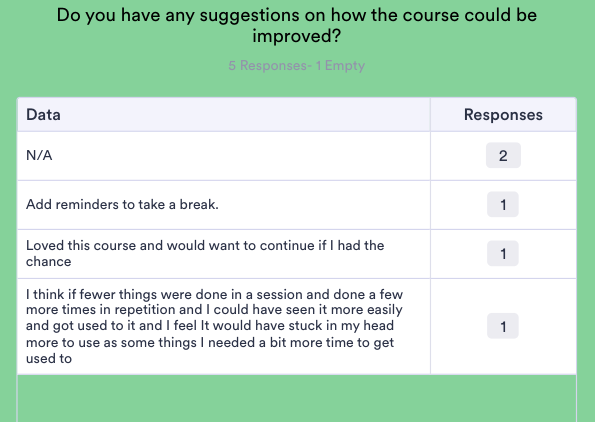 Do you have any suggestions on how the course could be
improved?
5 Responses- 1 Empty
Data
Responses
N/A
2
Add reminders to take a break.
1
Loved this course and would want to continue if I had the
chance
1
I think if fewer things were done in a session and done a few
more times in repetition and I could have seen it more easily
and got used to it and I feel It would have stuck in my head
more to use as some things I needed a bit more time to get
used to
1